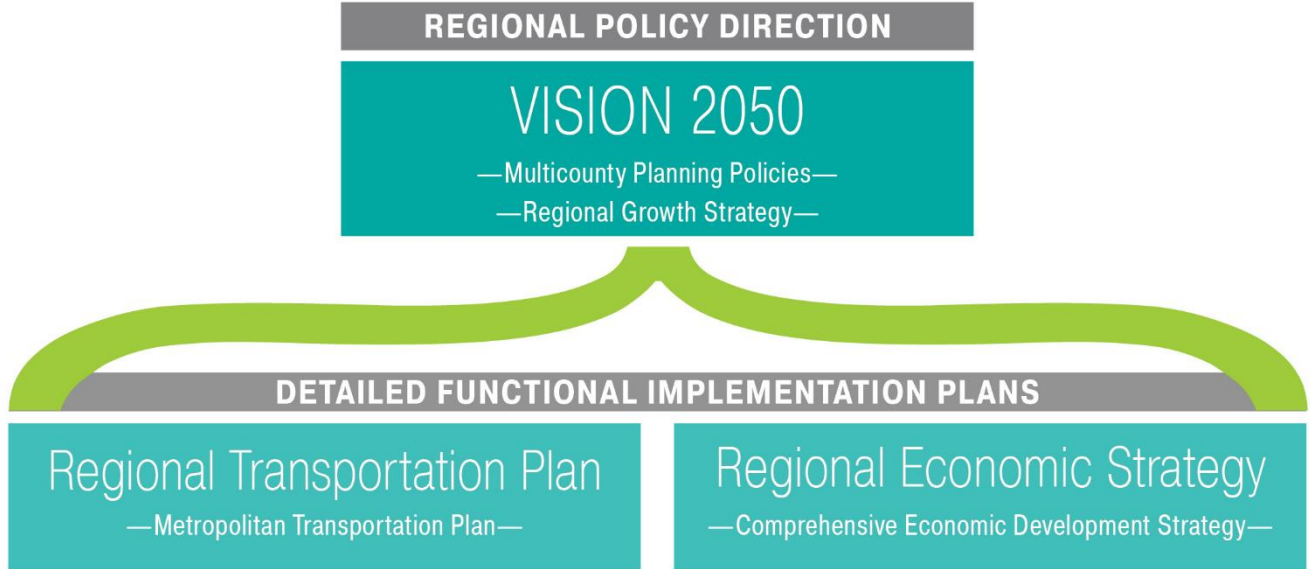 REGIONAL POLICY DIRECTION
VISION 2050
—Multicounty Planning Policies—
—Regional Growth Strategy—
DETAILED FUNCTIONAL IMPLEMENTATION PLANS
Regional Transportation Plan
—Metropolitan Transportation Plan—
Regional Economic Strategy
—Comprehensive Economic Development Strategy—